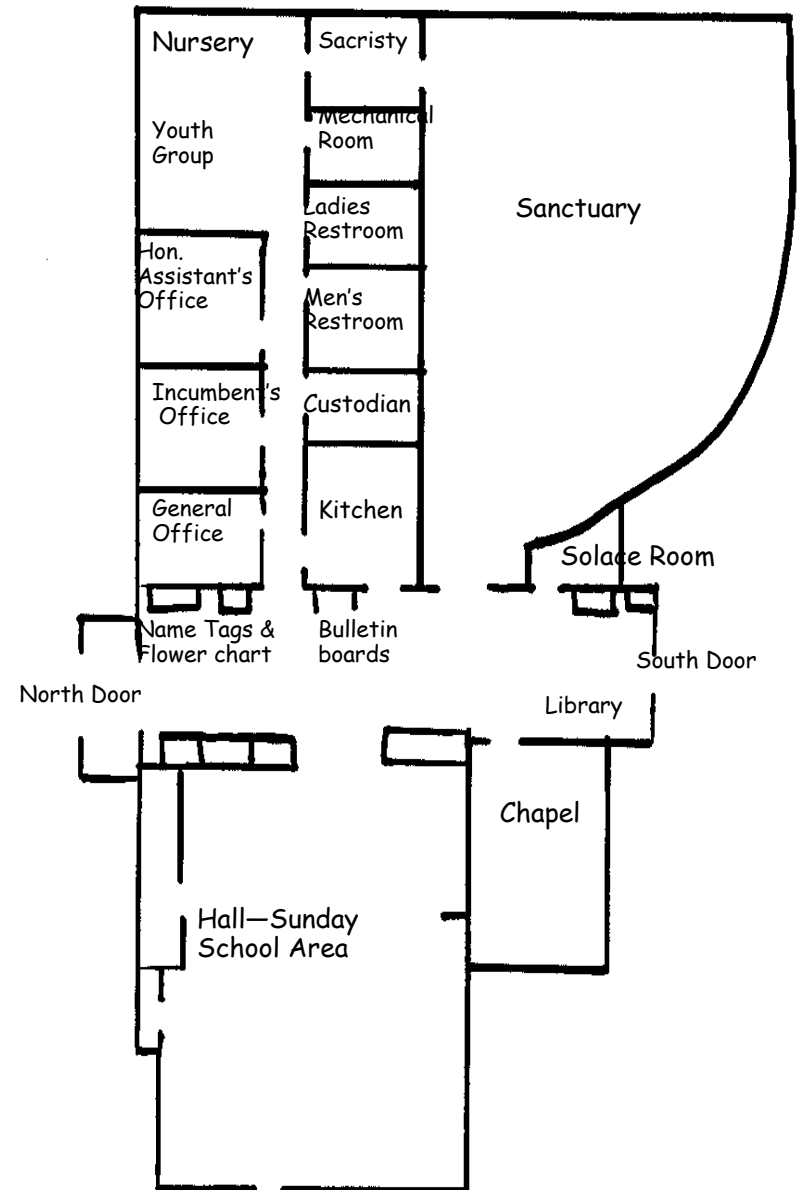 Nursery
Sacristy
Mechanical
Room
Youth
Group
Ladies
Restroom
Sanctuary
Hon.
Assistant's
Office
Men's
Restroom
Incumbent's
Office
Custodian
General
Office
Kitchen
Solace Room
Name Tags &
Flower chart
Bulletin
boards
South Door
North Door
Library
Chapel
Hall—Sunday
School Area